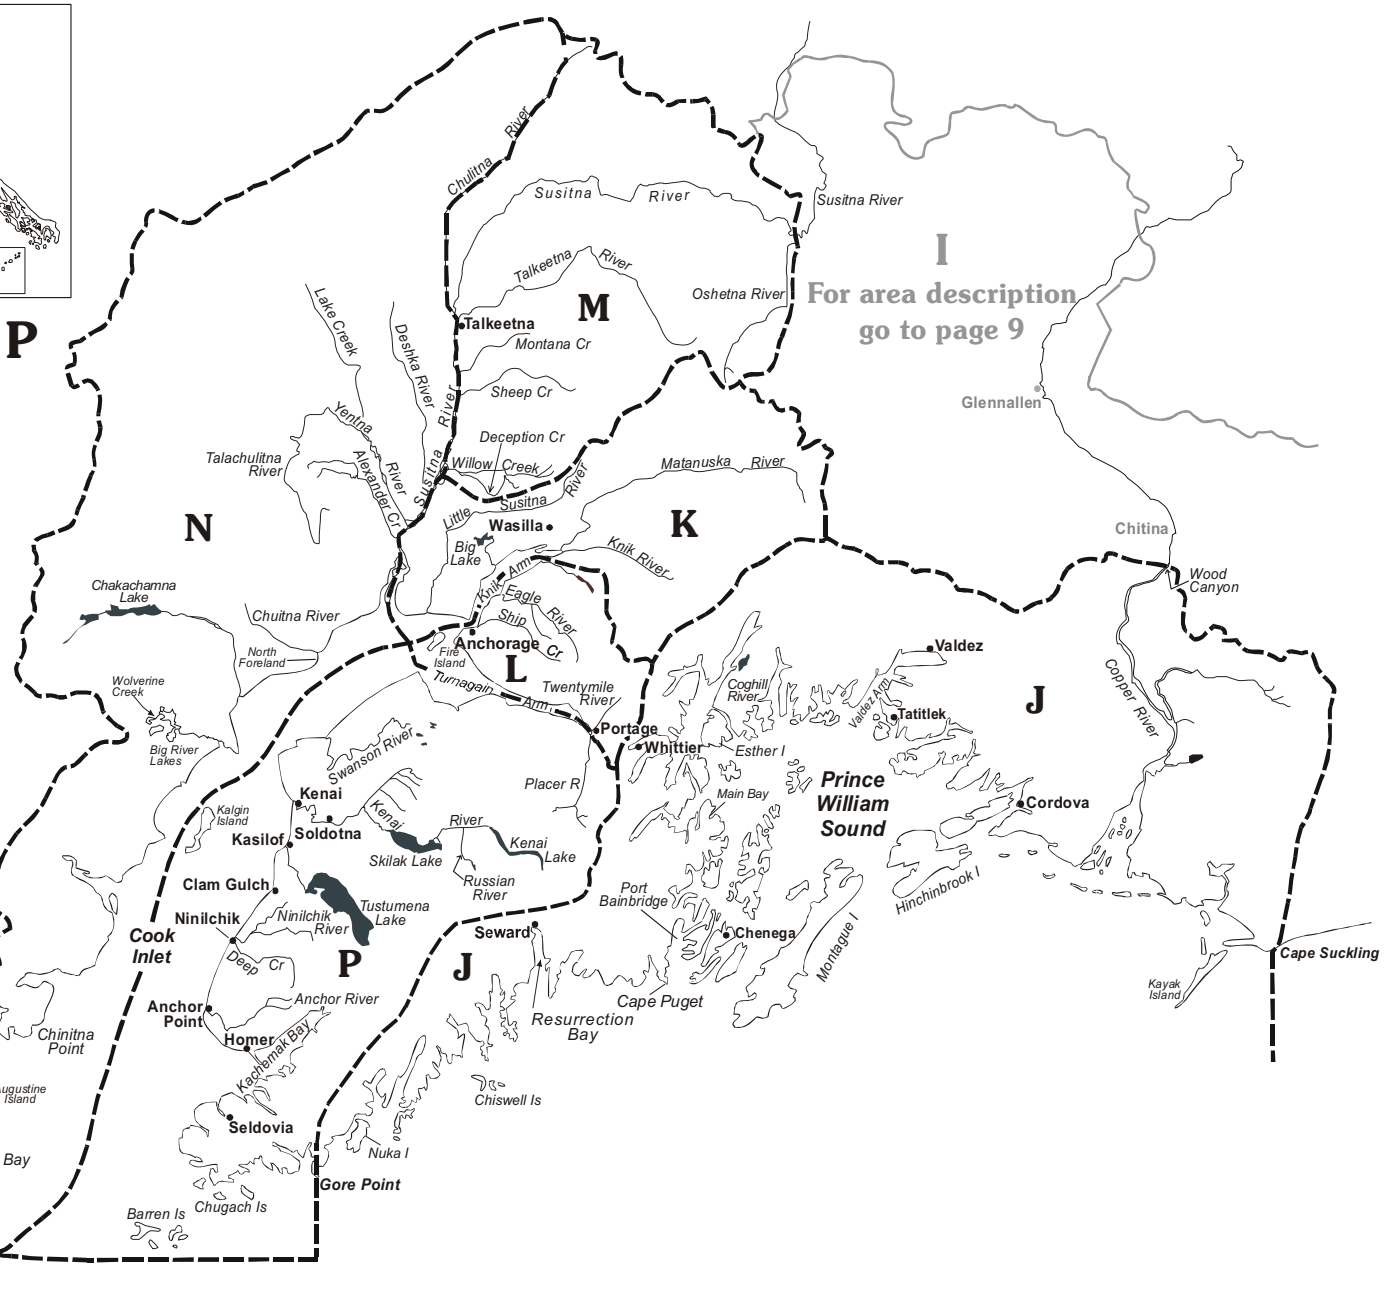 River
Chulitna
Susitna River
Susitna River
I
For area description
go to page 9
Talkeetna River
Oshetna River
M
P
Lake Creek
Deshka River
Talkeetna
Montana Cr
Sheep Cr
Glennallen
Yentna
River
Susitna River
Deception Cr
Willow Creek
Talachulitna
River
Alexander Cr
Matanuska River
Little Susitna River
N
Wasilla
K
Chitina
Big
Lake
Knik Arm
Knik River
Wood
Canyon
Chakachamna
Lake
Eagle River
Chuitna River
Ship Cr
Anchorage
North
Foreland
Fire
Island
L
Valdez
Turnagain Arm
Twentymile
River
Coghill
River
Valdez Arm
Copper River
J
Wolverine
Creek
Tatitlek
Big River
Lakes
Portage
Whittier
Esther I
Swanson River
Placer R
Prince
William
Sound
Kenai
Main Bay
Cordova
Kalgin
Island
Soldotna
Kasilof
Kenai River
Skilak Lake
Kenai
Lake
Clam Gulch
Russian
River
Port
Bainbridge
Hinchinbrook I
Tustumena
Lake
Ninilchik
Ninilchik
River
Cook
Inlet
Seward
Chenega
Montague I
Deep Cr
P
J
Cape Suckling
Kayak
Island
Anchor
Point
Anchor River
Cape Puget
Resurrection
Bay
Chinitna
Point
Homer
Kachemak Bay
ugustine
Island
Chiswell Is
Seldovia
Bay
Nuka I
Gore Point
Chugach Is
Barren Is